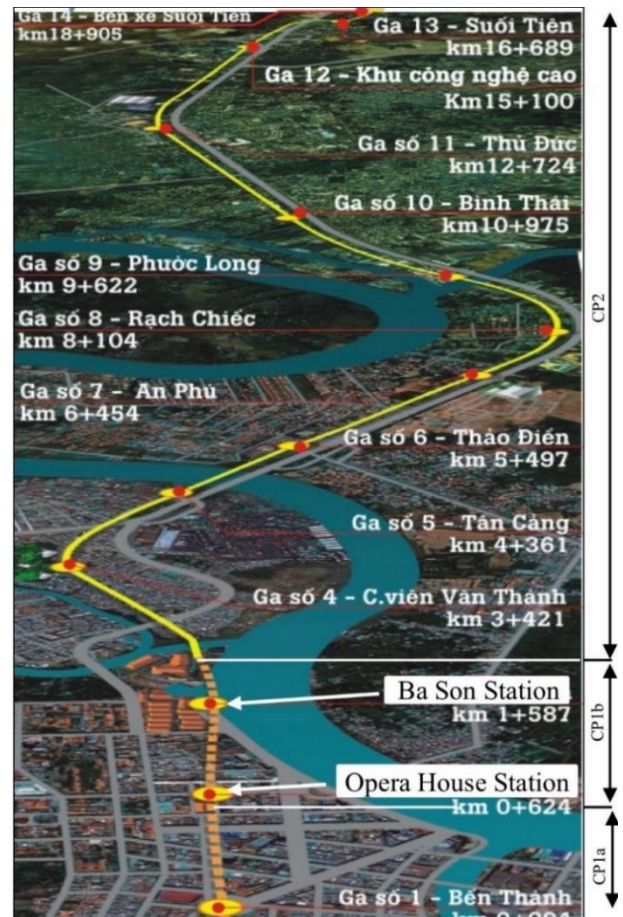 Ga 14 - Bến xe Suối Tiên
km18+905
Ga 13 - Suối Tiên
km16+689
Ga 12 - Khu công nghệ cao
Km15+100
Ga số 11 - Thủ Đức
km12+724
Ga số 10 - Bình Thái
km10+975
Ga số 9 - Phước Long
km 9+622
Ga số 8 - Rạch Chiếc
km 8+104
Ga số 7 - An Phú
km 6+454
Ga số 6 - Thảo Điền
km 5+497
Ga số 5 - Tân Cảng
km 4+361
Ga số 4 - C.viên Văn Thánh
km 3+421
Ba Son Station
km 1+587
Opera House Station
km 0+624
Ga số 1 - Bến Thành
CP2
CP1b
CP1a